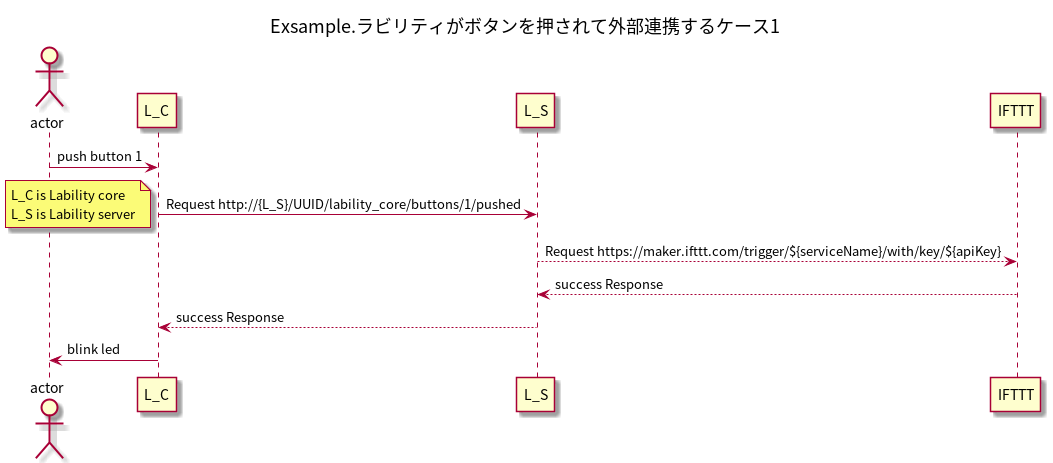 Exsample.ラビリティがボタンを押されて外部連携するケース1
actor
L_C
L_S
IFTTT
push button 1
L_C is Lability core
L_S is Lability server
Request http://{L_S}/UUID/lability_core/buttons/1/pushed
Request https://maker.ifttt.com/trigger/${serviceName}/with/key/${apiKey}
success Response
success Response
blink led
actor
L_C
L_S
IFTTT